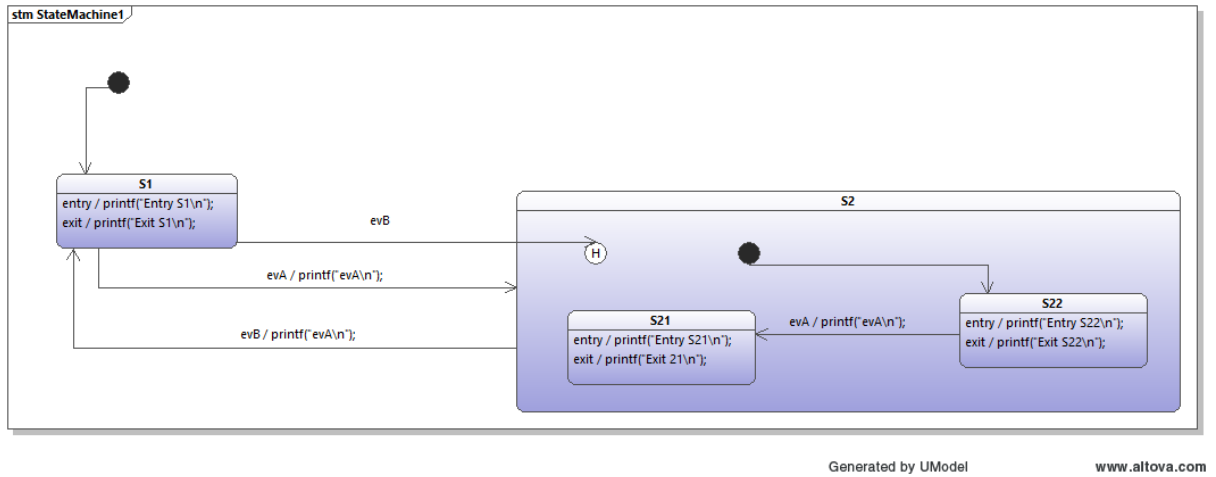 stm StateMachine1
S1
entry / printf("Entry S1\n");
exit / printf("Exit S1\n");
evB
evA / printf("evA\n");
evB / printf("evA\n");
S2
H
S22
entry / printf("Entry S22\n");
exit / printf("Exit S22\n");
evA / printf("evA\n");
S21
entry / printf("Entry S21\n");
exit / printf("Exit 21\n");
Generated by UModel
www.altova.com